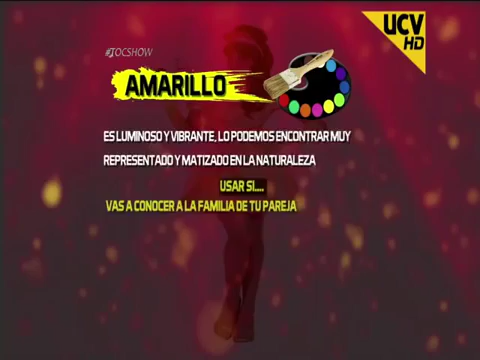 #TOCSHOW
UCV
HD
AMARILLO
ES LUMINOSO Y VIBRANTE, LO PODEMOS ENCONTRAR MUY
REPRESENTADO Y MATIZADO EN LA NATURALEZA
USAR SI....
VAS A CONOCER A LA FAMILIA DE TU PAREJA